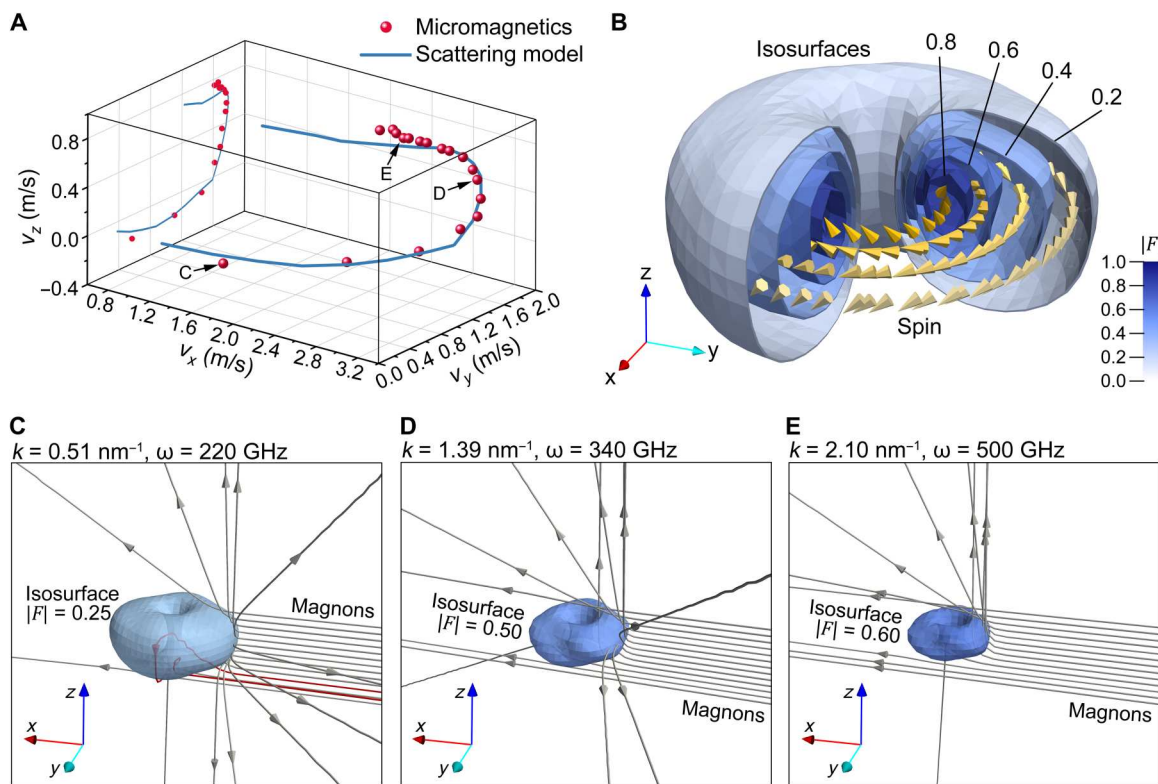 A
Micromagnetics
Scattering model
0.8
0.4
0.0
−0.4
v_z (m/s)
C
D
E
0.8
1.2
1.6
2.0
2.4
2.8
3.2
v_x (m/s)
0.0
0.4
0.8
1.2
1.6
2.0
v_y (m/s)
B
Isosurfaces
0.8
0.6
0.4
0.2
Spin
z
y
x
|F|
1.0
0.8
0.6
0.4
0.2
0.0
C
k = 0.51 nm⁻¹, ω = 220 GHz
Isosurface
|F| = 0.25
Magnons
z
x
y
D
k = 1.39 nm⁻¹, ω = 340 GHz
Isosurface
|F| = 0.50
Magnons
z
x
y
E
k = 2.10 nm⁻¹, ω = 500 GHz
Isosurface
|F| = 0.60
Magnons
z
x
y